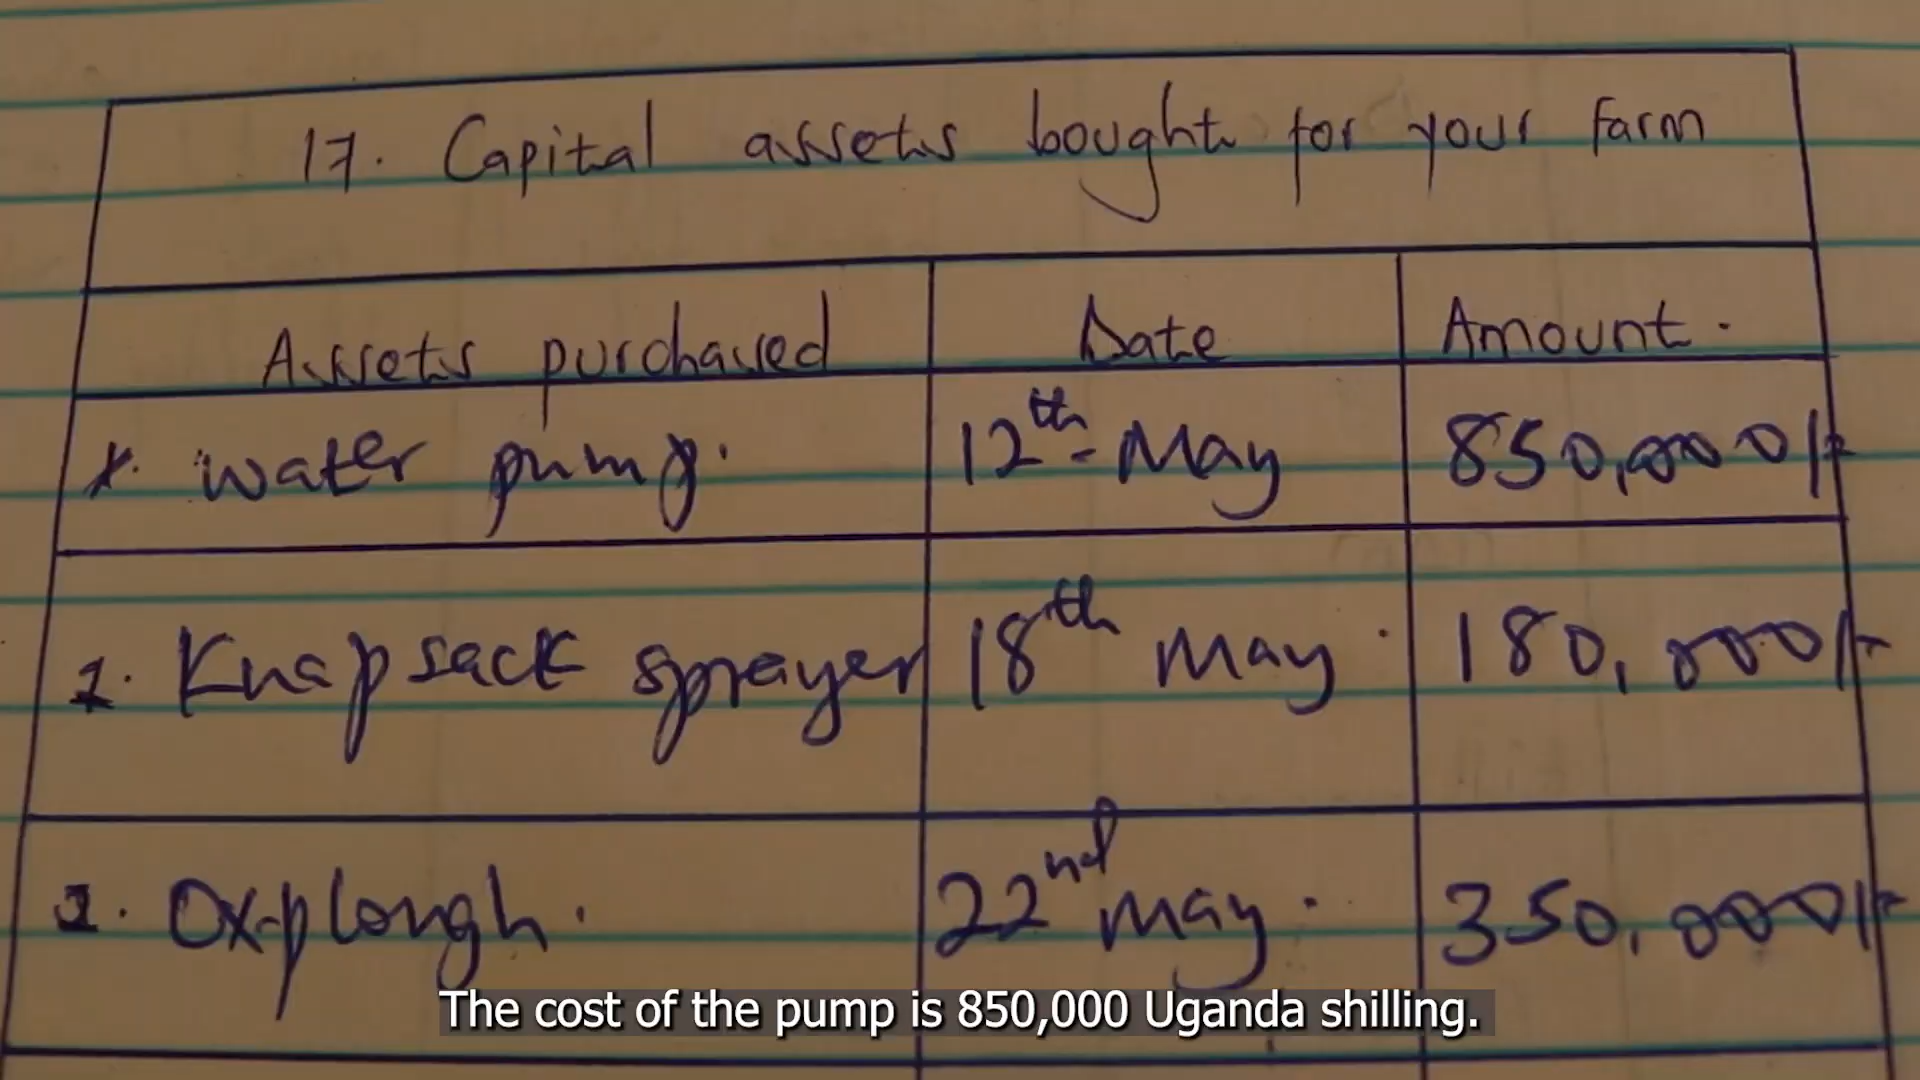 17. Capital assets bought for your farm
Assets purchased Date Amount.
1. water pump. 12th May 850,000/=
2. Knapsack sprayer 18th May. 180,000/=
3. Ox-plough. 22nd May. 350,000/=
The cost of the pump is 850,000 Uganda shilling.